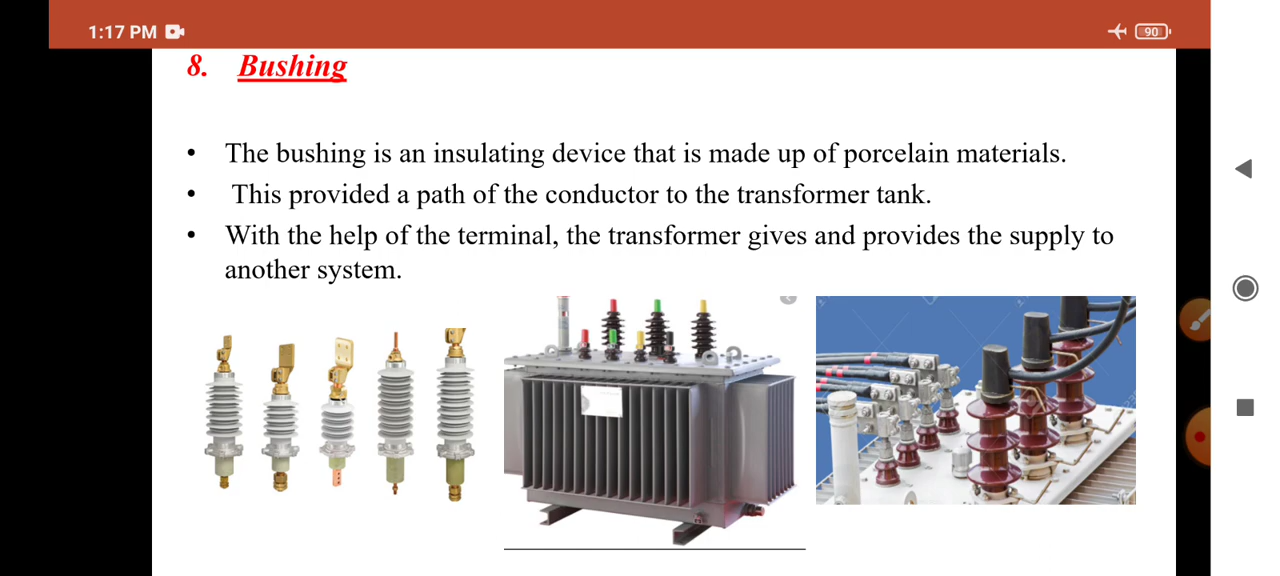 1:17 PM
90
8. Bushing
• The bushing is an insulating device that is made up of porcelain materials.
• This provided a path of the conductor to the transformer tank.
• With the help of the terminal, the transformer gives and provides the supply to
another system.